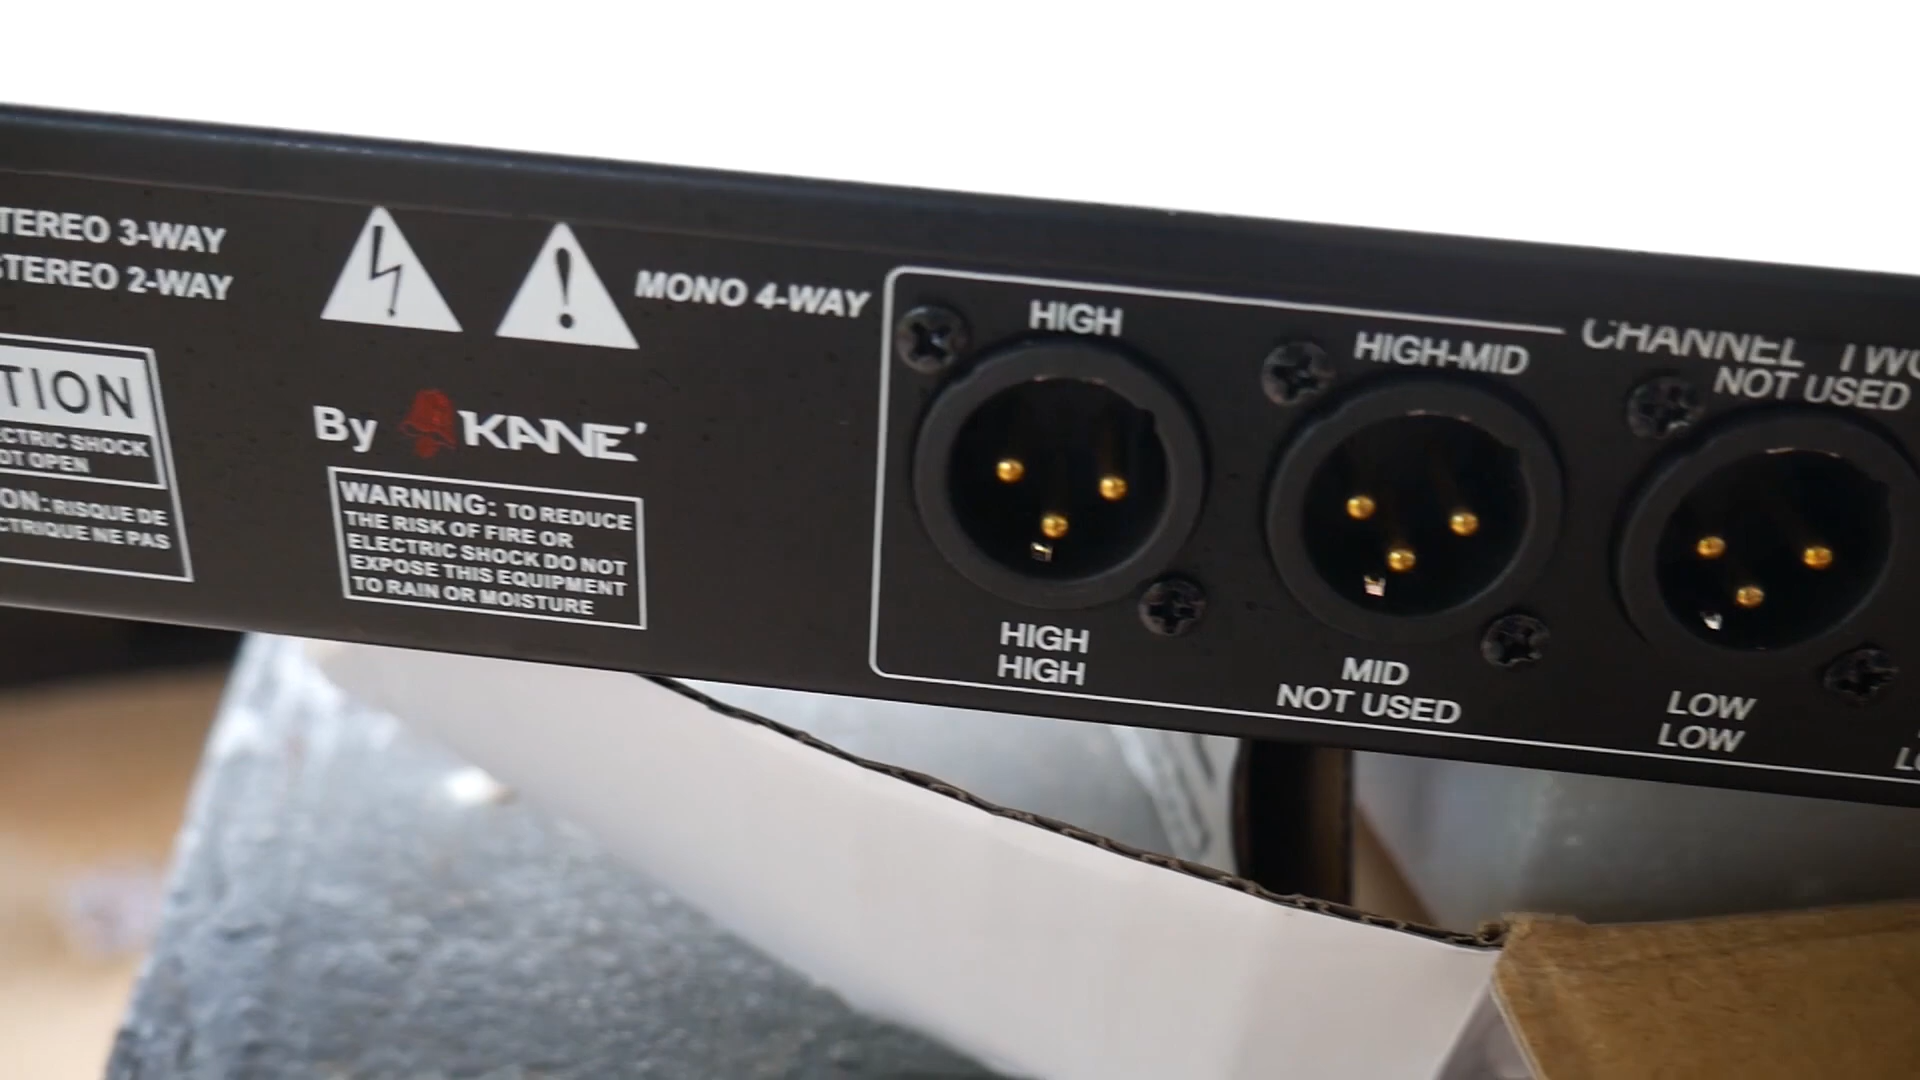 TEREO 3-WAY
STEREO 2-WAY
TION
ECTRIC SHOCK
OT OPEN
ON: RISQUE DE
CTRIQUE NE PAS
By KANE'
WARNING: TO REDUCE
THE RISK OF FIRE OR
ELECTRIC SHOCK DO NOT
EXPOSE THIS EQUIPMENT
TO RAIN OR MOISTURE
MONO 4-WAY
CHANNEL TWO
HIGH
HIGH-MID
NOT USED
HIGH
HIGH
MID
NOT USED
LOW
LOW